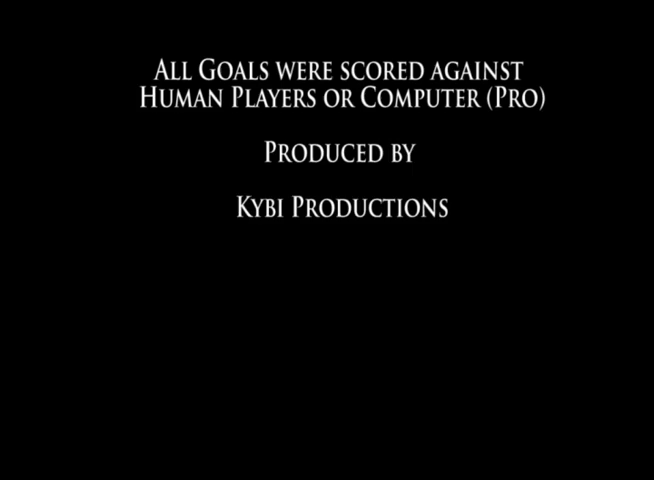 All Goals were scored against
Human Players or Computer (Pro)
Produced by
Kybi Productions